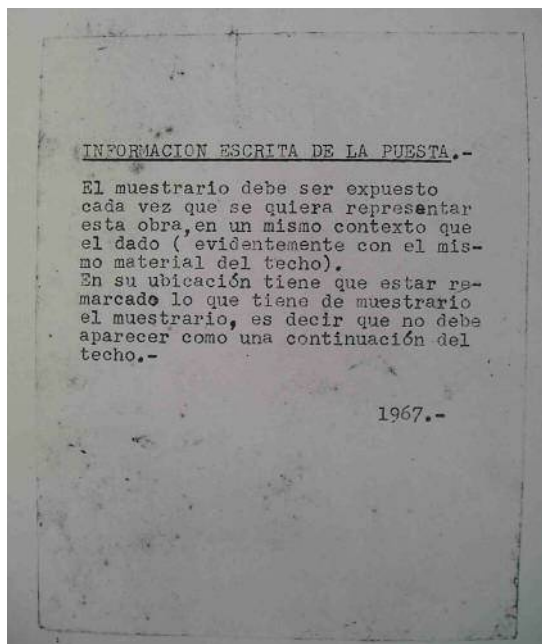 INFORMACION ESCRITA DE LA PUESTA.-
El muestrario debe ser expuesto
cada vez que se quiera representar
esta obra,en un mismo contexto que
el dado ( evidentemente con el mis-
mo material del techo).
En su ubicación tiene que estar re-
marcado lo que tiene de muestrario
el muestrario, es decir que no debe
aparecer como una continuación del
techo.-
1967.-